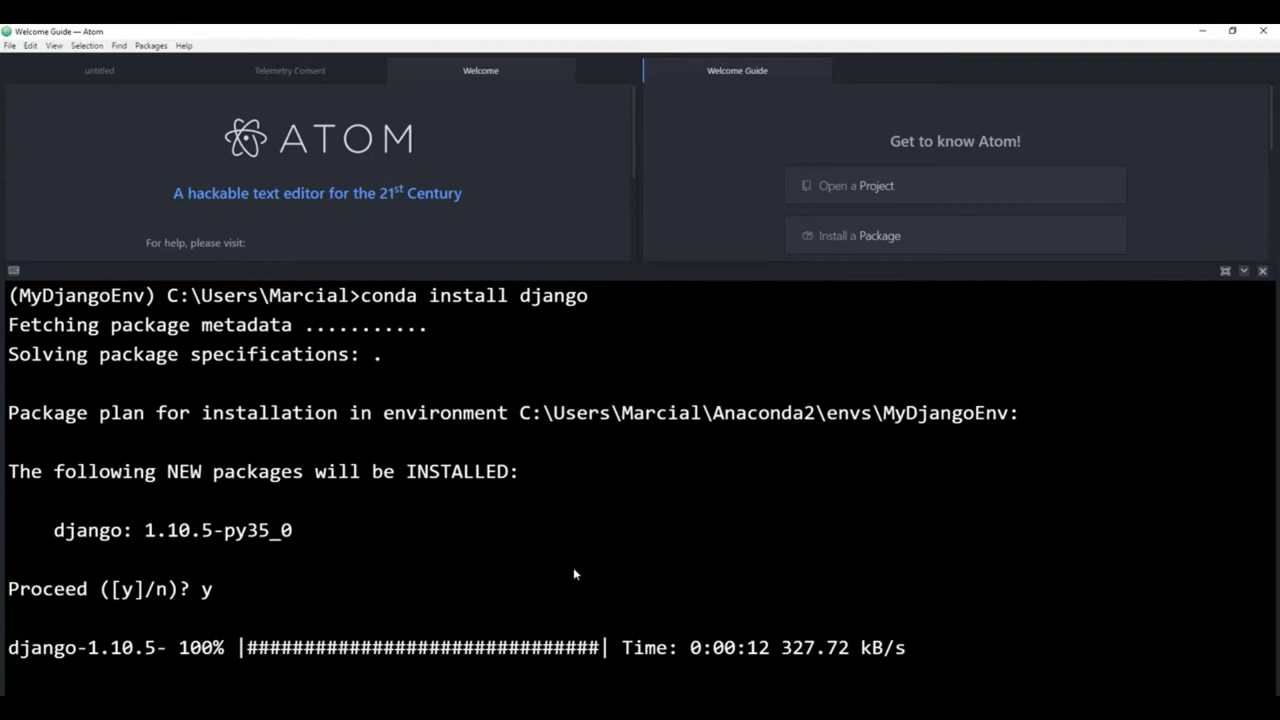 Welcome Guide — Atom
File Edit View Selection Find Packages Help
untitled Telemetry Consent Welcome Welcome Guide
ATOM
A hackable text editor for the 21st Century
For help, please visit:
Get to know Atom!
Open a Project
Install a Package
(MyDjangoEnv) C:\Users\Marcial>conda install django
Fetching package metadata ...........
Solving package specifications: .
Package plan for installation in environment C:\Users\Marcial\Anaconda2\envs\MyDjangoEnv:
The following NEW packages will be INSTALLED:
django: 1.10.5-py35_0
Proceed ([y]/n)? y
django-1.10.5- 100% |###############################| Time: 0:00:12 327.72 kB/s